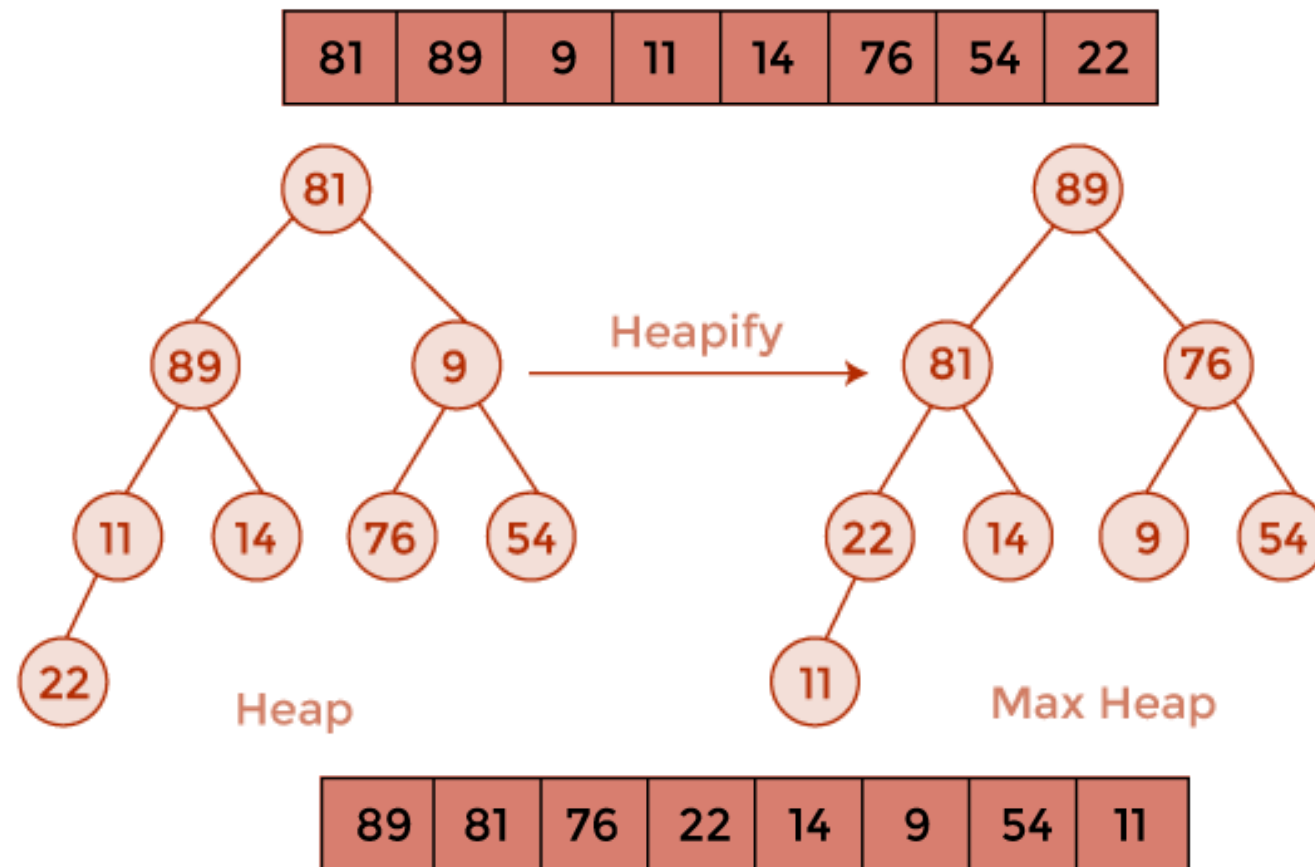 81 89 9 11 14 76 54 22
81 89
Heapify
89 9 81 76
11 14 76 54 22 14 9 54
22 11
Heap Max Heap
89 81 76 22 14 9 54 11